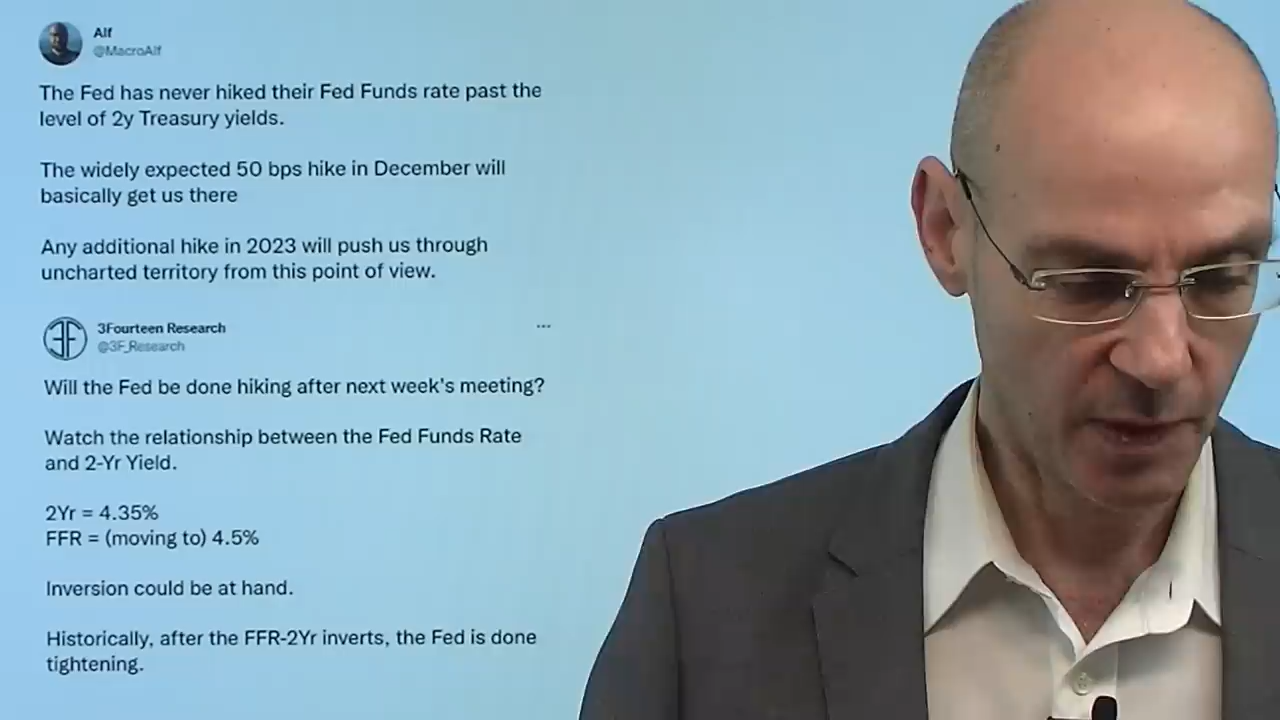 Alf
@MacroAlf
The Fed has never hiked their Fed Funds rate past the
level of 2y Treasury yields.
The widely expected 50 bps hike in December will
basically get us there
Any additional hike in 2023 will push us through
uncharted territory from this point of view.
3F
3Fourteen Research
@3F_Research
...
Will the Fed be done hiking after next week's meeting?
Watch the relationship between the Fed Funds Rate
and 2-Yr Yield.
2Yr = 4.35%
FFR = (moving to) 4.5%
Inversion could be at hand.
Historically, after the FFR-2Yr inverts, the Fed is done
tightening.